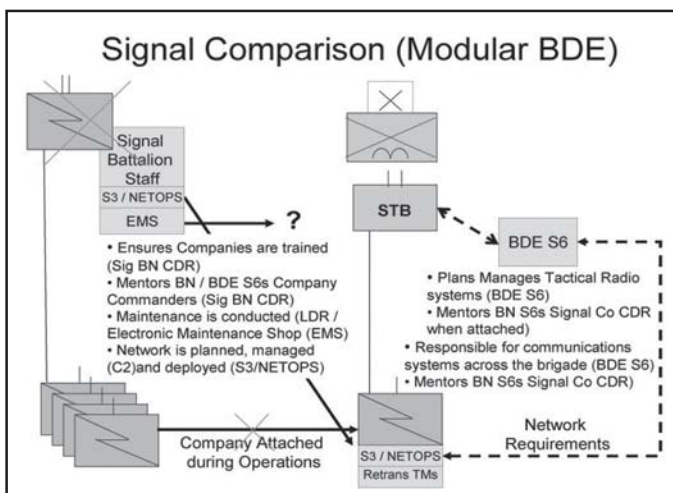 Signal Comparison (Modular BDE)
Signal
Battalion
Staff
S3 / NETOPS
EMS
?
• Ensures Companies are trained
(Sig BN CDR)
• Mentors BN / BDE S6s Company
Commanders (Sig BN CDR)
• Maintenance is conducted (LDR /
Electronic Maintenance Shop (EMS)
• Network is planned, managed
(C2)and deployed (S3/NETOPS)
Company Attached
during Operations
STB
BDE S6
• Plans Manages Tactical Radio
systems (BDE S6)
• Mentors BN S6s Signal Co CDR
when attached)
• Responsible for communications
systems across the brigade (BDE S6)
• Mentors BN S6s Signal Co CDR)
S3 / NETOPS
Retrans TMs
Network
Requirements